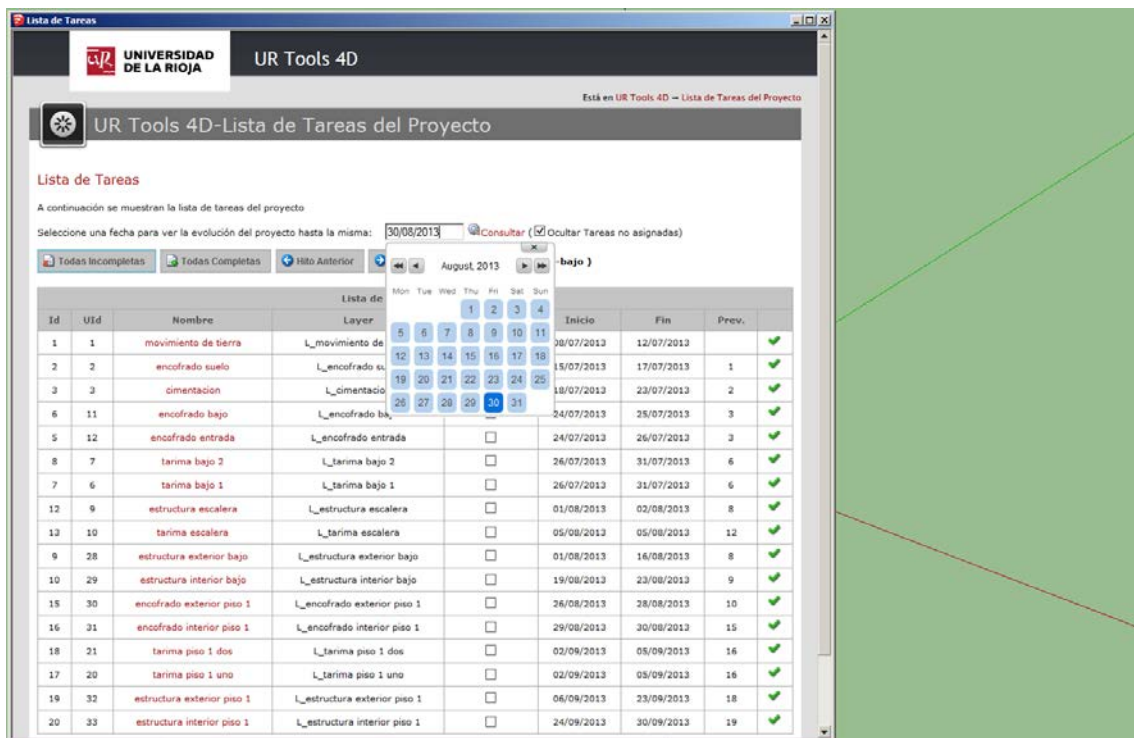 Lista de Tareas
UNIVERSIDAD
DE LA RIOJA
UR Tools 4D
Está en UR Tools 4D → Lista de Tareas del Proyecto
UR Tools 4D-Lista de Tareas del Proyecto
Lista de Tareas
A continuación se muestran la lista de tareas del proyecto
Seleccione una fecha para ver la evolución del proyecto hasta la misma: 30/08/2013 Consultar ( Ocultar Tareas no asignadas)
Todas Incompletas Todas Completas Hito Anterior -bajo )
August, 2013
Mon Tue Wed Thu Fri Sat Sun
1 2 3 4
5 6 7 8 9 10 11
12 13 14 15 16 17 18
19 20 21 22 23 24 25
26 27 28 29 30 31
Lista de
Id UId Nombre Layer Inicio Fin Prev.
1 1 movimiento de tierra L_movimiento de 08/07/2013 12/07/2013
2 2 encofrado suelo L_encofrado su 15/07/2013 17/07/2013 1
3 3 cimentacion L_cimentacio 18/07/2013 23/07/2013 2
6 11 encofrado bajo L_encofrado baj 24/07/2013 25/07/2013 3
5 12 encofrado entrada L_encofrado entrada 24/07/2013 26/07/2013 3
8 7 tarima bajo 2 L_tarima bajo 2 26/07/2013 31/07/2013 6
7 6 tarima bajo 1 L_tarima bajo 1 26/07/2013 31/07/2013 6
12 9 estructura escalera L_estructura escalera 01/08/2013 02/08/2013 8
13 10 tarima escalera L_tarima escalera 05/08/2013 05/08/2013 12
9 28 estructura exterior bajo L_estructura exterior bajo 01/08/2013 16/08/2013 8
10 29 estructura interior bajo L_estructura interior bajo 19/08/2013 23/08/2013 9
15 30 encofrado exterior piso 1 L_encofrado exterior piso 1 26/08/2013 28/08/2013 10
16 31 encofrado interior piso 1 L_encofrado interior piso 1 29/08/2013 30/08/2013 15
18 21 tarima piso 1 dos L_tarima piso 1 dos 02/09/2013 05/09/2013 16
17 20 tarima piso 1 uno L_tarima piso 1 uno 02/09/2013 05/09/2013 16
19 32 estructura exterior piso 1 L_estructura exterior piso 1 06/09/2013 23/09/2013 18
20 33 estructura interior piso 1 L_estructura interior piso 1 24/09/2013 30/09/2013 19